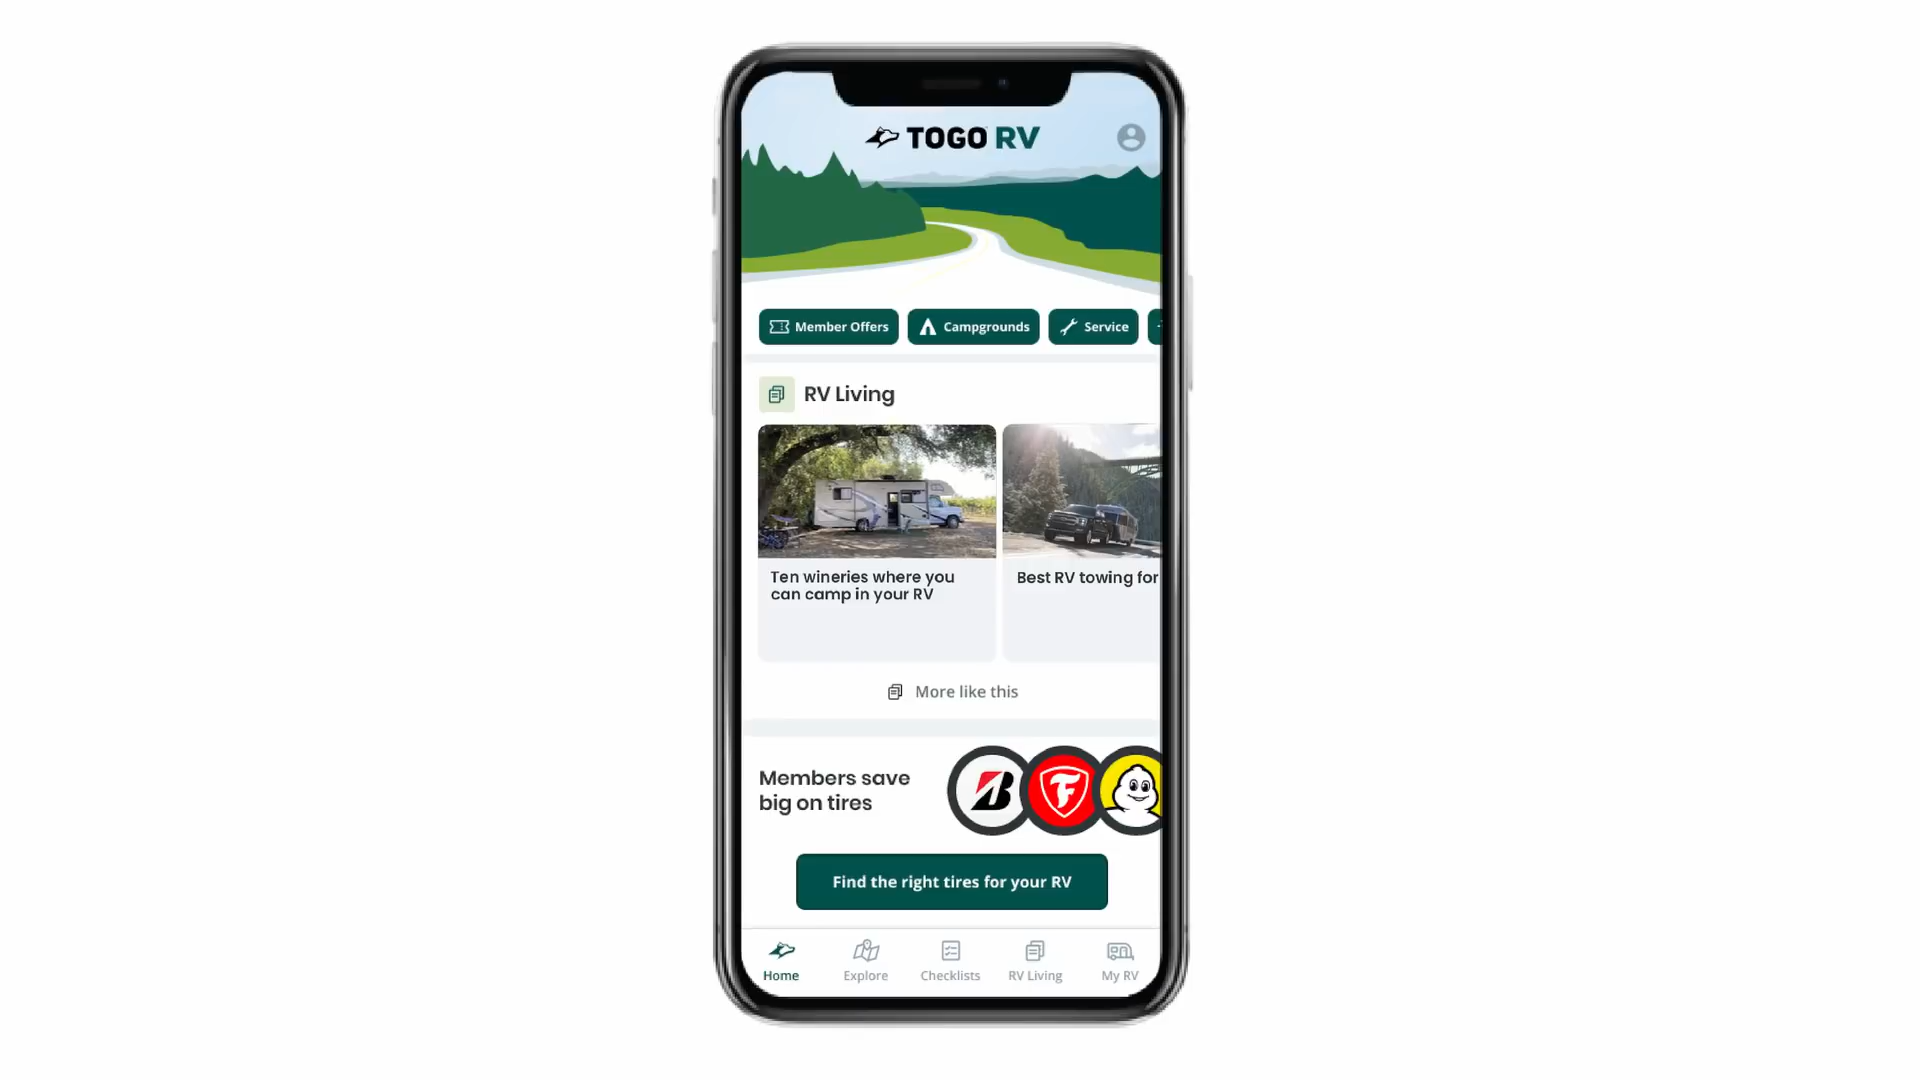 TOGO RV
Member Offers
Campgrounds
Service
RV Living
Ten wineries where you
can camp in your RV
Best RV towing for
More like this
Members save
big on tires
Find the right tires for your RV
Home
Explore
Checklists
RV Living
My RV